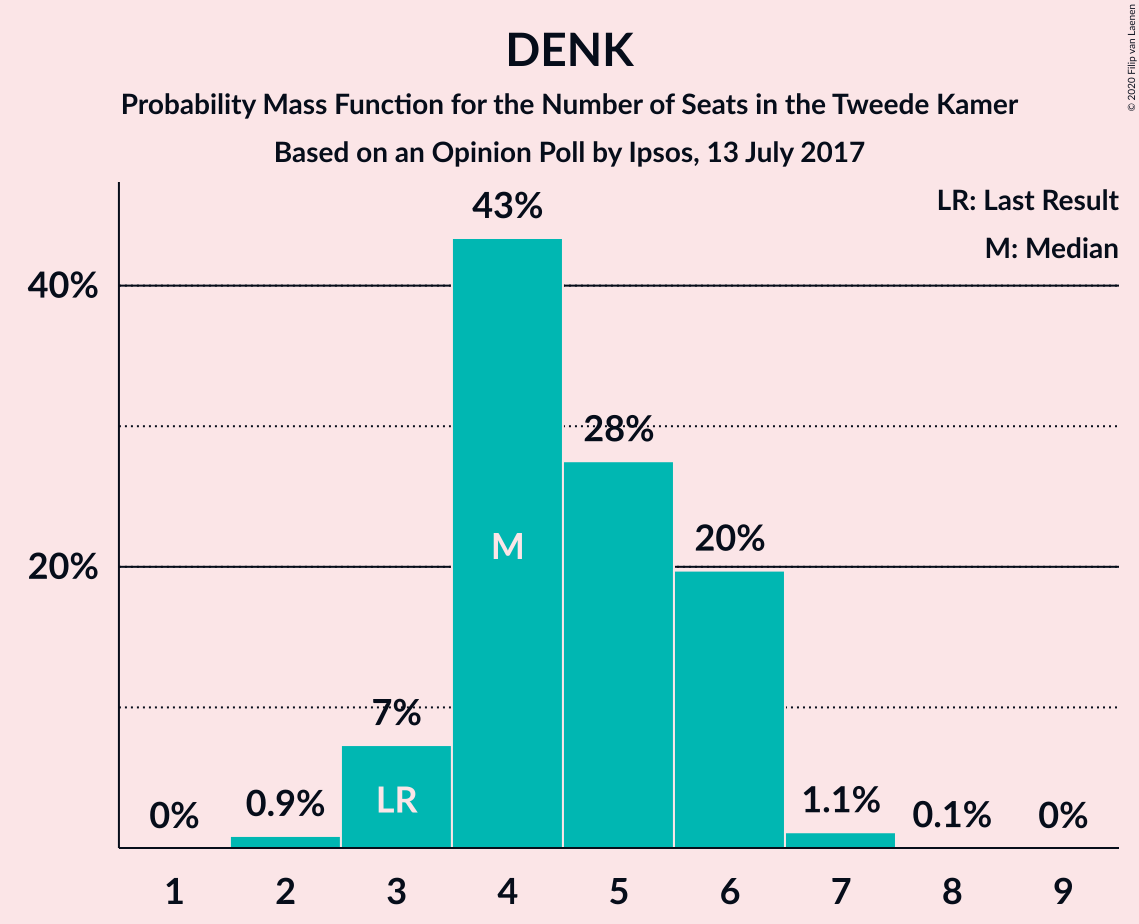 DENK
Probability Mass Function for the Number of Seats in the Tweede Kamer
Based on an Opinion Poll by Ipsos, 13 July 2017
© 2020 Filip van Laenen
LR: Last Result
M: Median
40%
20%
0%
0.9%
7%
43%
28%
20%
1.1%
0.1%
0%
LR
M
1 2 3 4 5 6 7 8 9